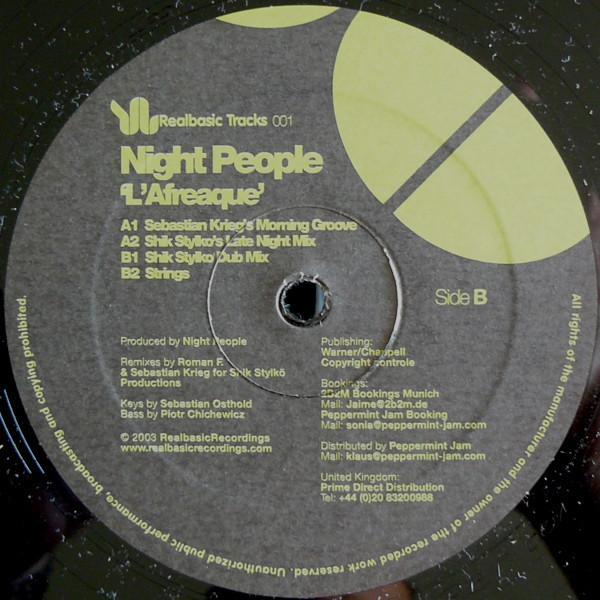 Realbasic Tracks 001
Night People
'L'Afreaque'
A1 Sebastian Krieg's Morning Groove
A2 Shik Stylko's Late Night Mix
B1 Shik Stylko Dub Mix
B2 Strings
Side B
Produced by Night People
Remixes by Roman F.
& Sebastian Krieg for Shik Stylkö
Productions
Keys by Sebastian Osthold
Bass by Piotr Chichewicz
© 2003 RealbasicRecordings
www.realbasicrecordings.com
Publishing:
Warner/Chappell
Copyright controle
Bookings:
2B2M Bookings Munich
Mail: Jaime@2b2m.de
Peppermint Jam Booking
Mail: sonia@peppermint-jam.com
Distributed by Peppermint Jam
Mail: klaus@peppermint-jam.com
United Kingdom:
Prime Direct Distribution
Tel: +44 (0)20 83200988
All rights of the manufacturer and the owner of the recorded work reserved. Unauthorized public performance, broadcasting and copying prohibited.